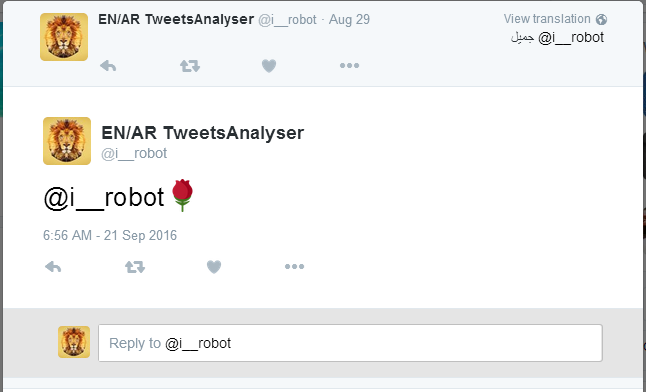 EN/AR TweetsAnalyser @i__robot · Aug 29
View translation
@i__robot جميل
EN/AR TweetsAnalyser
@i__robot
@i__robot🌹
6:56 AM - 21 Sep 2016
Reply to @i__robot